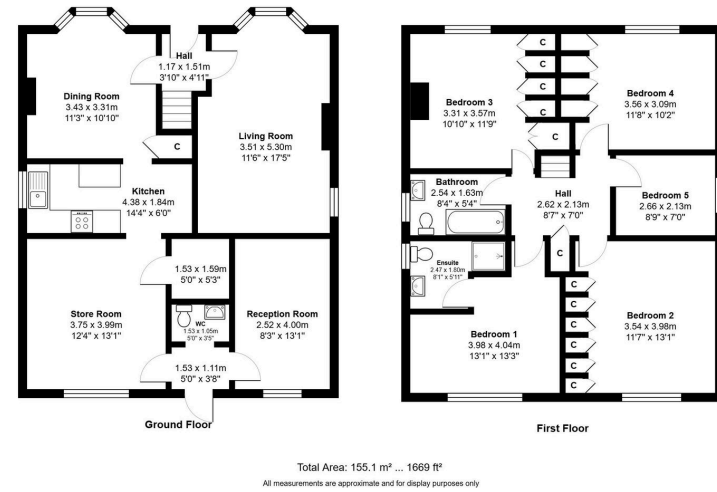 Hall
1.17 x 1.51m
3'10" x 4'11"
Dining Room
3.43 x 3.31m
11'3" x 10'10"
C
Living Room
3.51 x 5.30m
11'6" x 17'5"
Kitchen
4.38 x 1.84m
14'4" x 6'0"
1.53 x 1.59m
5'0" x 5'3"
Store Room
3.75 x 3.99m
12'4" x 13'1"
WC
1.53 x 1.05m
5'0" x 3'5"
Reception Room
2.52 x 4.00m
8'3" x 13'1"
1.53 x 1.11m
5'0" x 3'8"
Ground Floor
C
C
C
C
Bedroom 3
3.31 x 3.57m
10'10" x 11'9"
Bedroom 4
3.56 x 3.09m
11'8" x 10'2"
C
Bathroom
2.54 x 1.63m
8'4" x 5'4"
Hall
2.62 x 2.13m
8'7" x 7'0"
Bedroom 5
2.66 x 2.13m
8'9" x 7'0"
C
Ensuite
2.47 x 1.80m
8'1" x 5'11"
C
C
C
C
C
C
Bedroom 2
3.54 x 3.98m
11'7" x 13'1"
Bedroom 1
3.98 x 4.04m
13'1" x 13'3"
First Floor
Total Area: 155.1 m² ... 1669 ft²
All measurements are approximate and for display purposes only